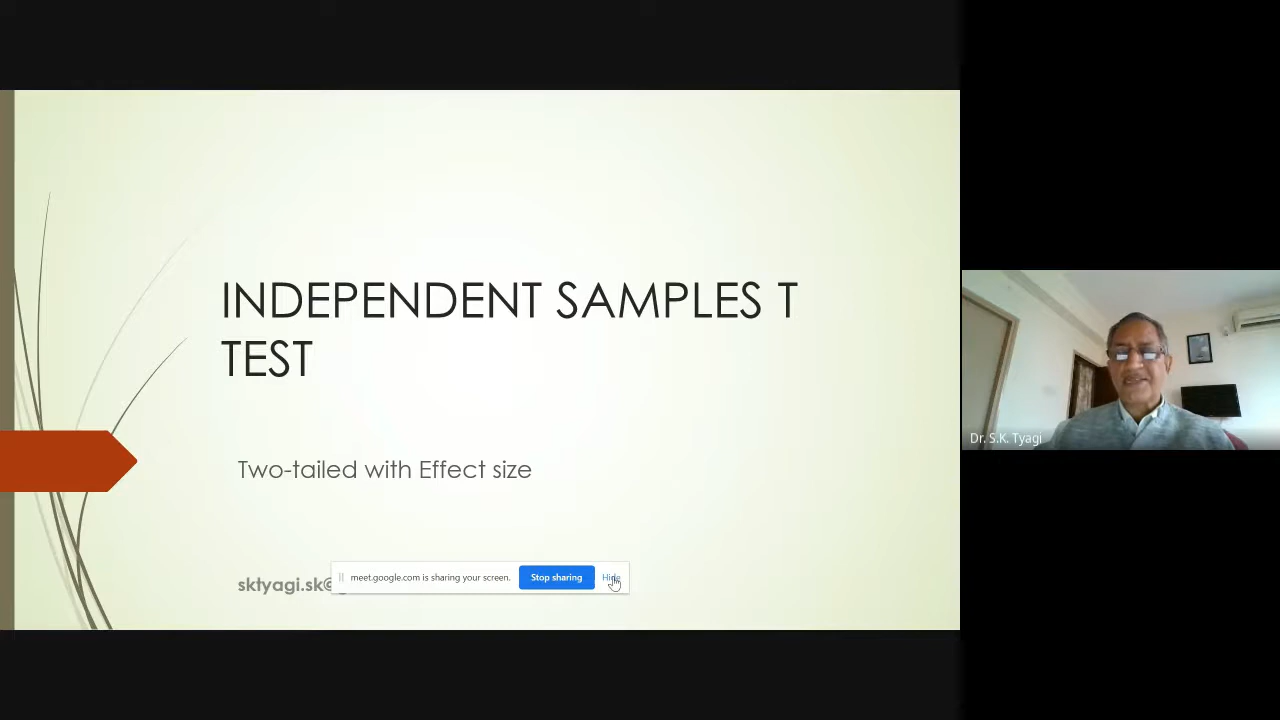 INDEPENDENT SAMPLES T
TEST
Two-tailed with Effect size
sktyagi.sk@
meet.google.com is sharing your screen.
Stop sharing
Hide
Dr. S.K. Tyagi